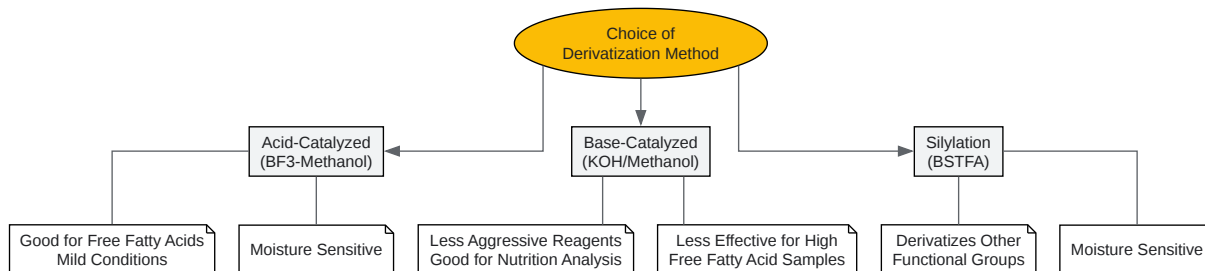 Choice of
Derivatization Method
Acid-Catalyzed
(BF3-Methanol)
Base-Catalyzed
(KOH/Methanol)
Silylation
(BSTFA)
Good for Free Fatty Acids
Mild Conditions
Moisture Sensitive
Less Aggressive Reagents
Good for Nutrition Analysis
Less Effective for High
Free Fatty Acid Samples
Derivatizes Other
Functional Groups
Moisture Sensitive